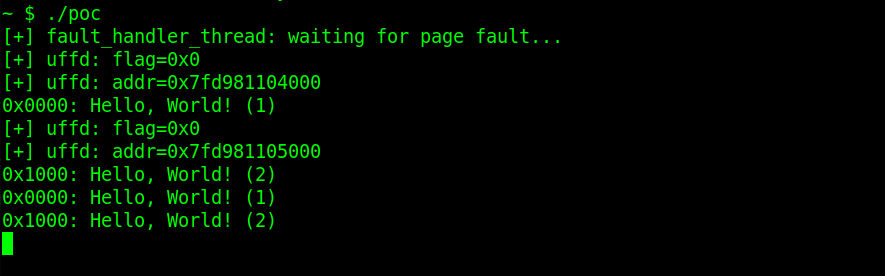 ~ $ ./poc
[+] fault_handler_thread: waiting for page fault...
[+] uffd: flag=0x0
[+] uffd: addr=0x7fd981104000
0x0000: Hello, World! (1)
[+] uffd: flag=0x0
[+] uffd: addr=0x7fd981105000
0x1000: Hello, World! (2)
0x0000: Hello, World! (1)
0x1000: Hello, World! (2)